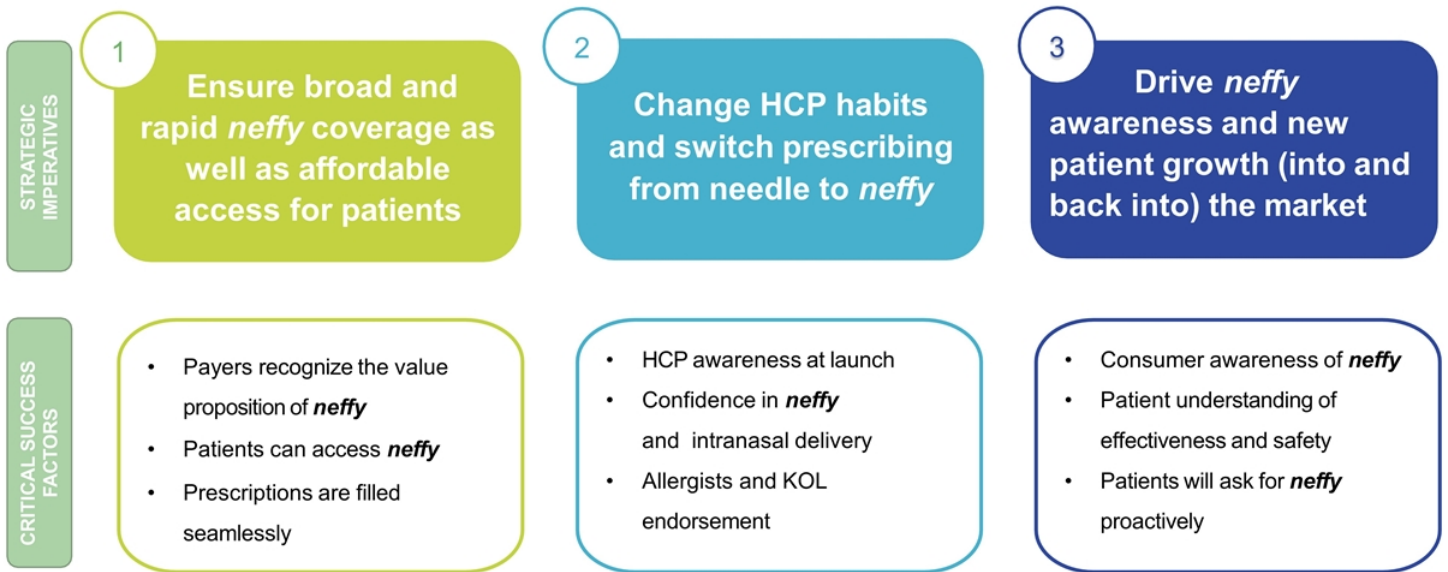 STRATEGIC
IMPERATIVES
1
Ensure broad and
rapid neffy coverage as
well as affordable
access for patients
2
Change HCP habits
and switch prescribing
from needle to neffy
3
Drive neffy
awareness and new
patient growth (into and
back into) the market
CRITICAL SUCCESS
FACTORS
• Payers recognize the value
proposition of neffy
• Patients can access neffy
• Prescriptions are filled
seamlessly
• HCP awareness at launch
• Confidence in neffy
and intranasal delivery
• Allergists and KOL
endorsement
• Consumer awareness of neffy
• Patient understanding of
effectiveness and safety
• Patients will ask for neffy
proactively